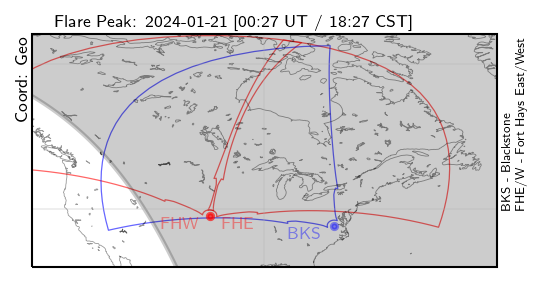 Flare Peak: 2024-01-21 [00:27 UT / 18:27 CST]
Coord: Geo
FHW
FHE
BKS
BKS - Blackstone
FHE/W - Fort Hays East/West